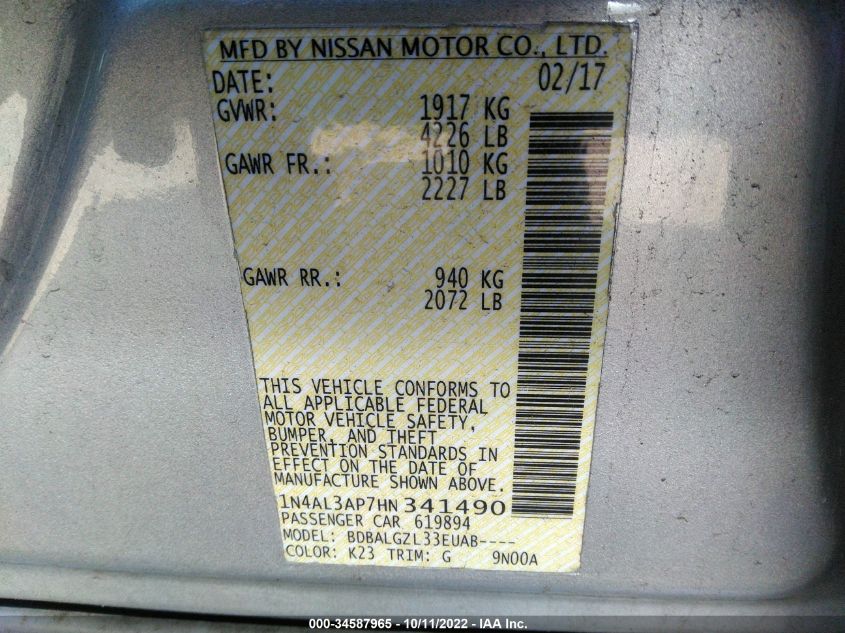 MFD BY NISSAN MOTOR CO., LTD.
DATE: 02/17
GVWR: 1917 KG
4226 LB
GAWR FR.: 1010 KG
2227 LB
GAWR RR.: 940 KG
2072 LB
THIS VEHICLE CONFORMS TO
ALL APPLICABLE FEDERAL
MOTOR VEHICLE SAFETY,
BUMPER, AND THEFT
PREVENTION STANDARDS IN
EFFECT ON THE DATE OF
MANUFACTURE SHOWN ABOVE.
1N4AL3AP7HN 341490
PASSENGER CAR 619894
MODEL: BDBALGZL33EUAB----
COLOR: K23 TRIM: G 9N00A
000-34587965 - 10/11/2022 - IAA Inc.